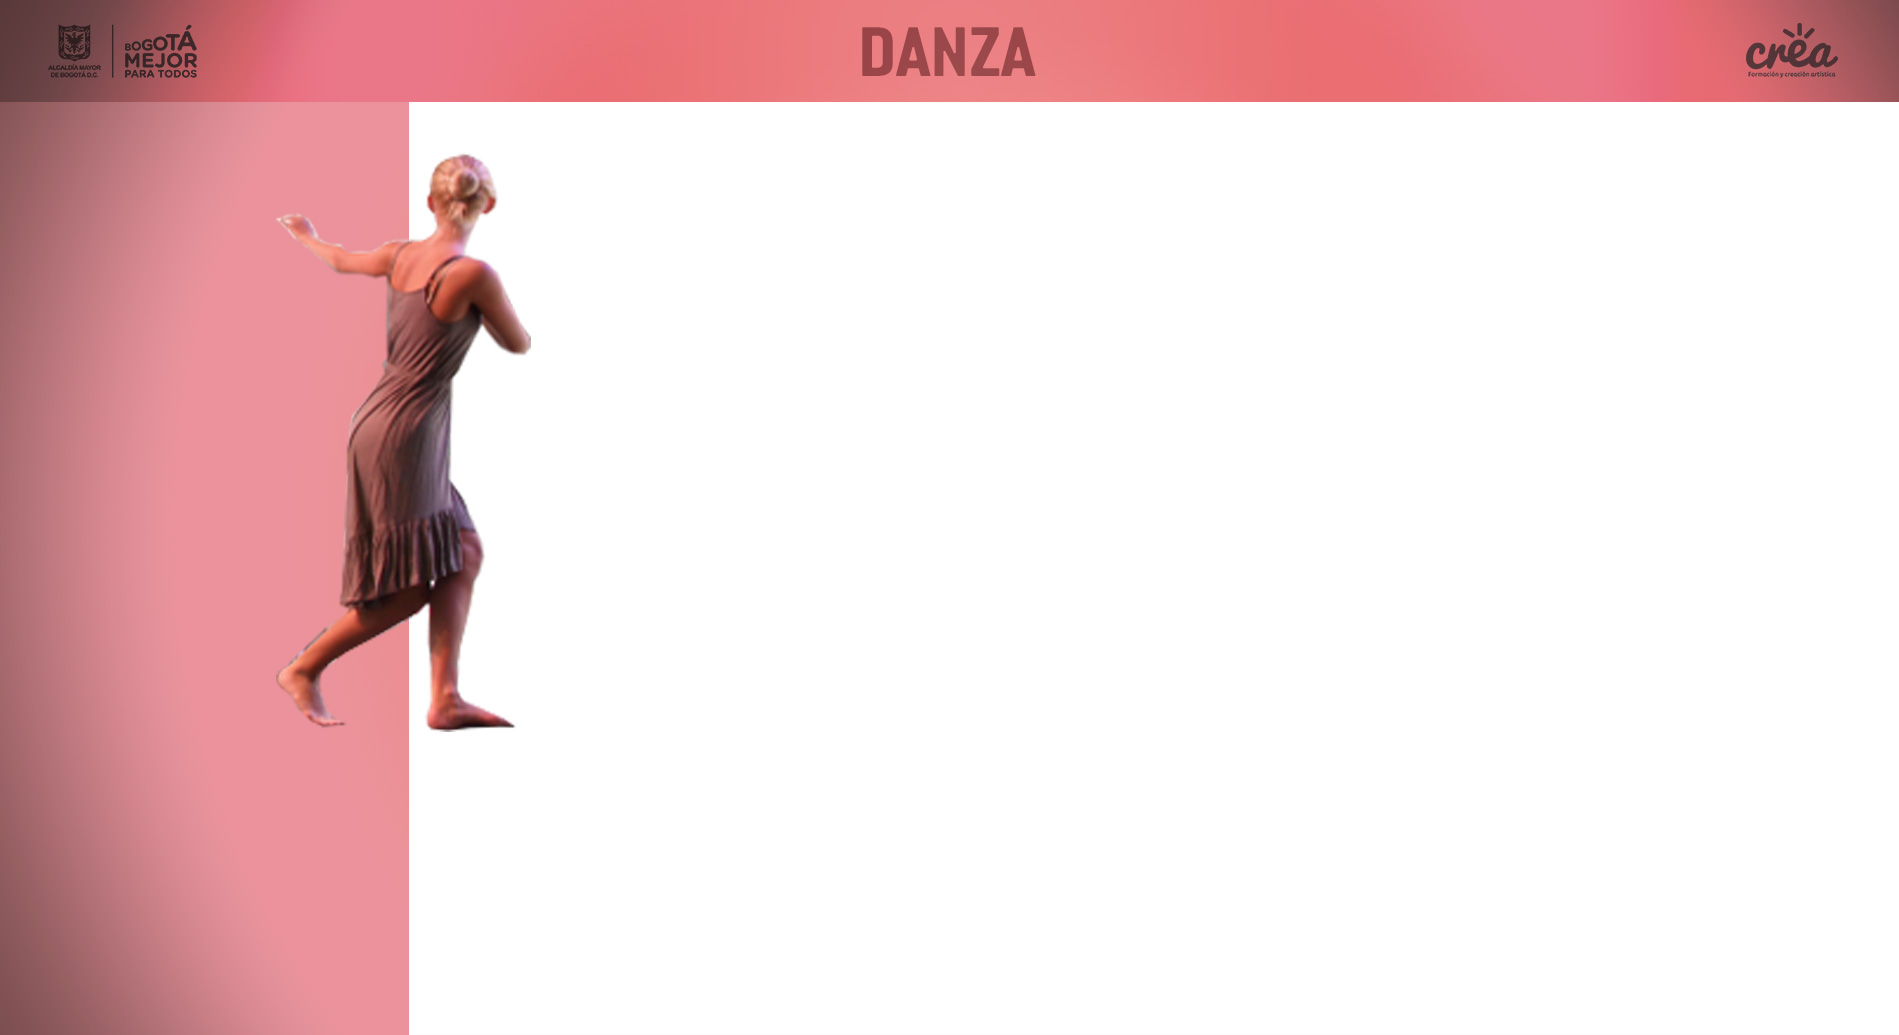 ALCALDÍA MAYOR
DE BOGOTÁ D.C.
BOGOTÁ
MEJOR
PARA TODOS
DANZA
crea
Formación y creación artística